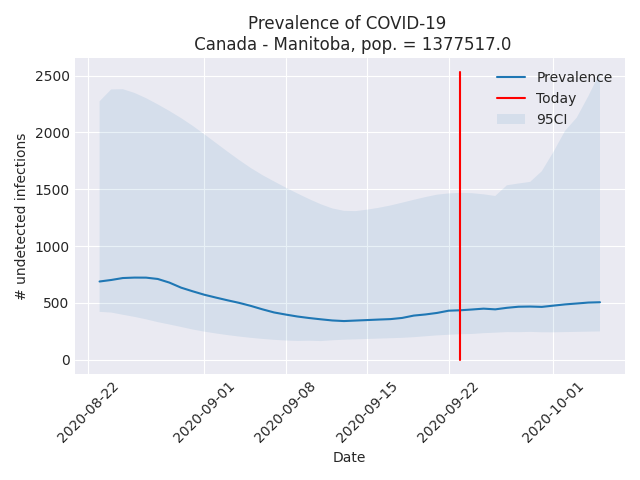 Prevalence of COVID-19
Canada - Manitoba, pop. = 1377517.0
2500
2000
1500
1000
500
0
# undetected infections
Prevalence
Today
95CI
2020-08-22
2020-09-01
2020-09-08
2020-09-15
2020-09-22
2020-10-01
Date